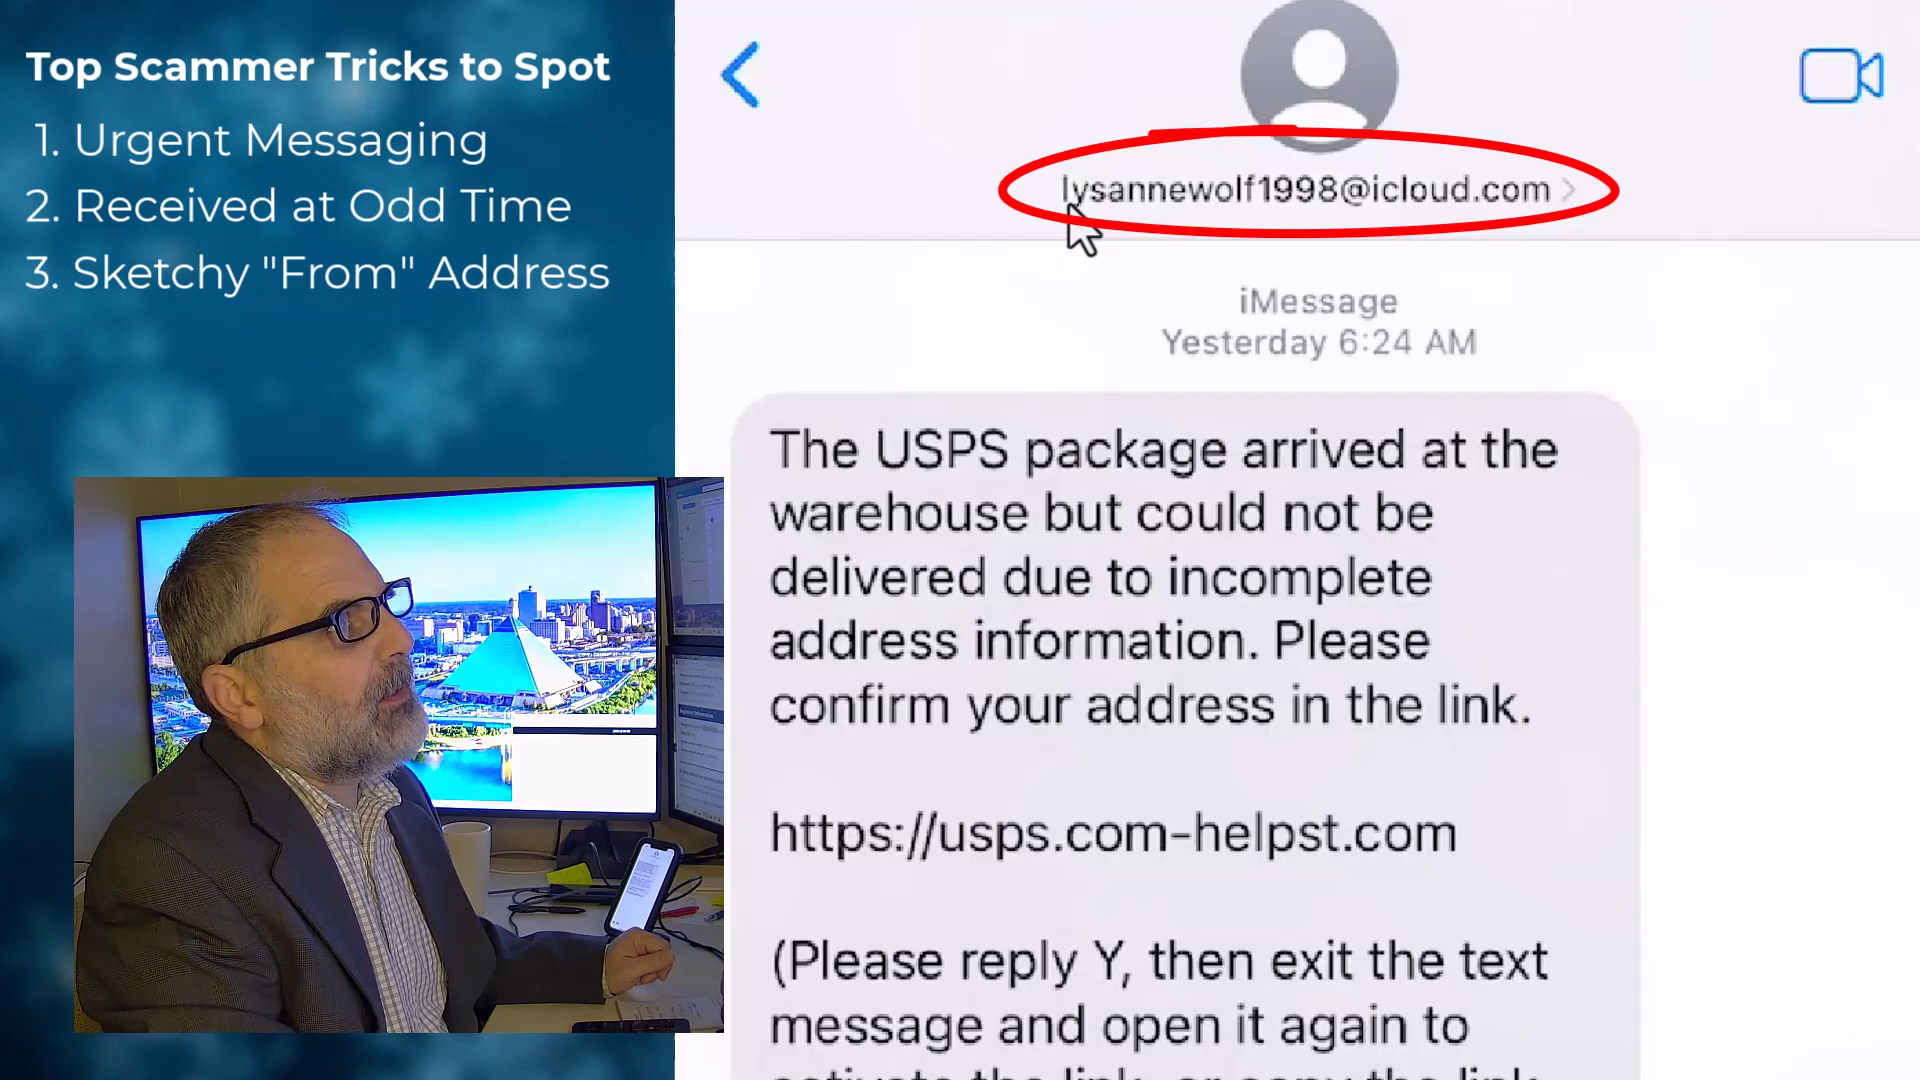 Top Scammer Tricks to Spot
1. Urgent Messaging
2. Received at Odd Time
3. Sketchy "From" Address
lysannewolf1998@icloud.com
iMessage
Yesterday 6:24 AM
The USPS package arrived at the
warehouse but could not be
delivered due to incomplete
address information. Please
confirm your address in the link.
https://usps.com-helpst.com
(Please reply Y, then exit the text
message and open it again to